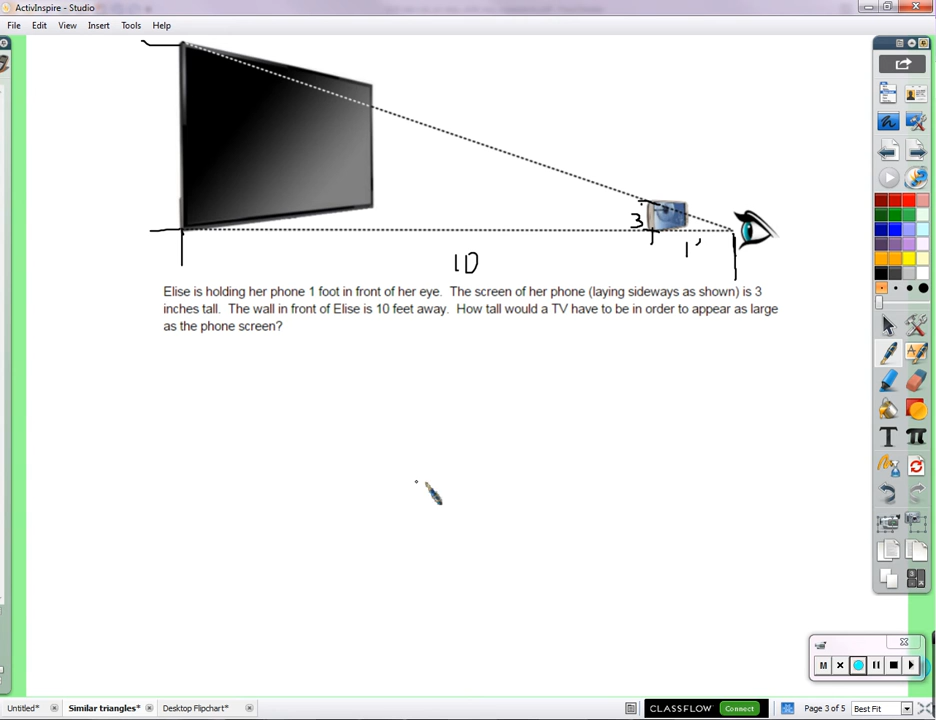 ActivInspire - Studio
File Edit View Insert Tools Help
3
1'
10
Elise is holding her phone 1 foot in front of her eye. The screen of her phone (laying sideways as shown) is 3
inches tall. The wall in front of Elise is 10 feet away. How tall would a TV have to be in order to appear as large
as the phone screen?
M
Untitled* Similar triangles* Desktop Flipchart* CLASSFLOW Connect Page 3 of 5 Best Fit